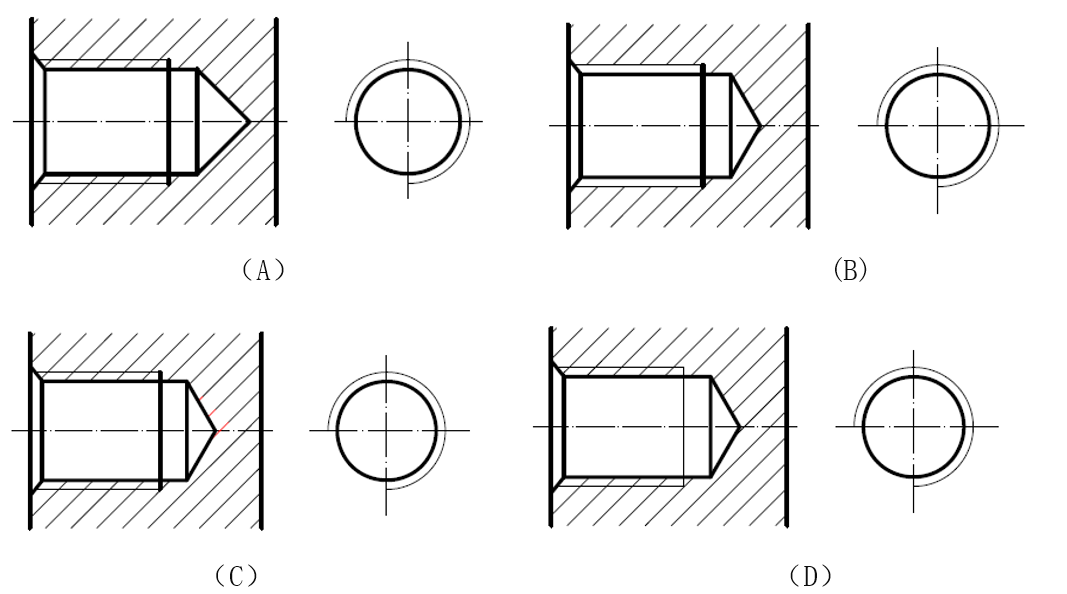 （A）
(B)
（C）
（D）